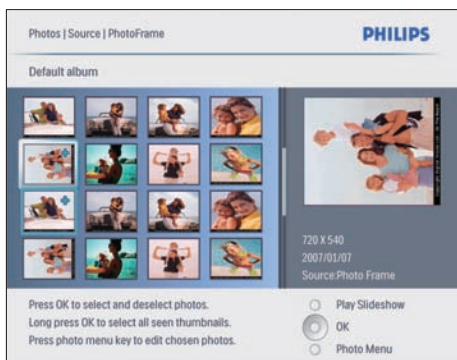 Photos | Source | PhotoFrame
PHILIPS
Default album
720 X 540
2007/01/07
Source:Photo Frame
Press OK to select and deselect photos.
Long press OK to select all seen thumbnails.
Press photo menu key to edit chosen photos.
Play Slideshow
OK
Photo Menu